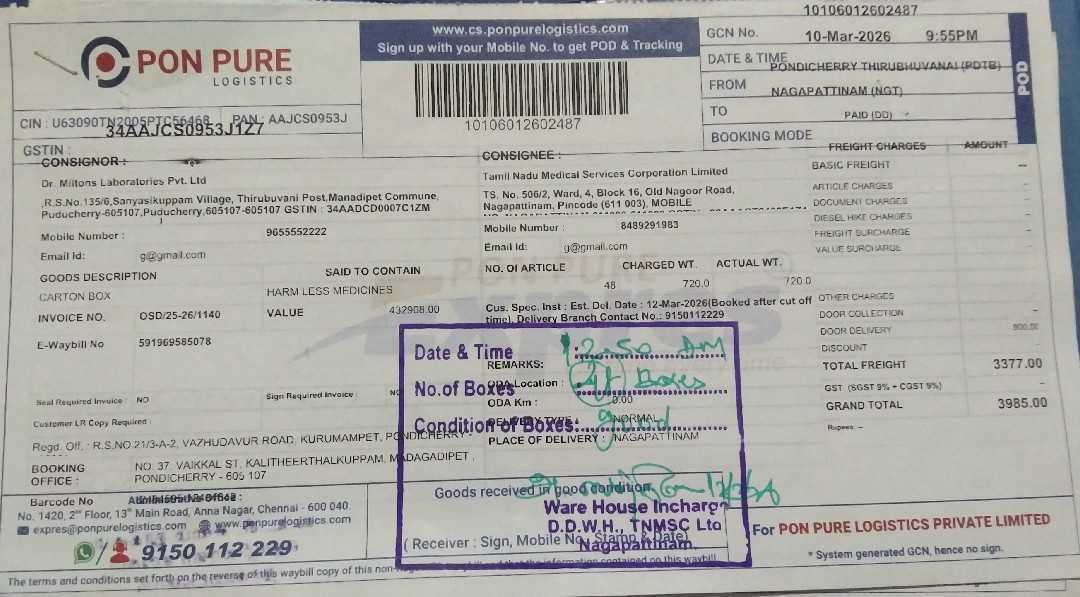 10106012602487
www.cs.ponpurelogistics.com
Sign up with your Mobile No. to get POD & Tracking
GCN No.
10-Mar-2026 9:55PM
DATE & TIME
PONDICHERRY THIRUBHUVANAI (PDTB)
FROM
NAGAPATTINAM (NGT)
TO
PAID (DD)
BOOKING MODE
POD
PON PURE
LOGISTICS
10106012602487
CIN : U63090TN2005PTC56468 PAN : AAJCS0953J
34AAJCS0953J1Z7
GSTIN :
CONSIGNOR :
Dr. Miltons Laboratories Pvt. Ltd
,R.S.No.135/6,Sanyasikuppam Village, Thirubuvani Post,Manadipet Commune,
Puducherry-605107,Puducherry,605107-605107 GSTIN : 34AADCD0007C1ZM
Mobile Number : 9655552222
Email Id: g@gmail.com
CONSIGNEE :
Tamil Nadu Medical Services Corporation Limited
TS. No. 506/2, Ward, 4, Block 16, Old Nagoor Road,
Nagapattinam, Pincode (611 003), MOBILE
Mobile Number : 8489291983
Email Id: g@gmail.com
FREIGHT CHARGES AMOUNT
BASIC FREIGHT –
ARTICLE CHARGES –
DOCUMENT CHARGES –
DIESEL HIKE CHARGES –
FREIGHT SURCHARGE –
VALUE SURCHARGE –
OTHER CHARGES –
DOOR COLLECTION –
DOOR DELIVERY
DISCOUNT –
TOTAL FREIGHT 3377.00
GST (SGST 9% + CGST 9%) –
GRAND TOTAL 3985.00
Rupees: –
GOODS DESCRIPTION SAID TO CONTAIN
CARTON BOX HARM LESS MEDICINES
INVOICE NO. OSD/25-26/1140 VALUE 432908.00
E-Waybill No 591969585078
NO. Of ARTICLE CHARGED WT. ACTUAL WT.
48 720.0 720.0
Cus. Spec. Inst : Est. Del. Date : 12-Mar-2026(Booked after cut off
time), Delivery Branch Contact No.: 9150112229
REMARKS:
ODA Location :
ODA Km : 0.00
DELIVERY TYPE : NORMAL
PLACE OF DELIVERY : NAGAPATTINAM
Date & Time : 12.50 AM
No.of Boxes : Boxes
Condition of Boxes: good
Seal Required Invoice : NO Sign Required Invoice : NO
Customer LR Copy Required :
Regd. Off. : R.S.NO.21/3-A-2, VAZHUDAVUR ROAD, KURUMAMPET, PONDICHERRY
BOOKING OFFICE : NO: 37, VAIKKAL ST, KALITHEERTHALKUPPAM, MADAGADIPET ,
PONDICHERRY - 605 107
Barcode No
No. 1420, 2nd Floor, 13th Main Road, Anna Nagar, Chennai - 600 040.
expres@ponpurelogistics.com www.ponpurelogistics.com
9150 112 229
Goods received in good condition
Ware House Incharge
D.D.W.H., TNMSC Ltd
Nagapattinam.
( Receiver : Sign, Mobile No, Stamp & Date)
For PON PURE LOGISTICS PRIVATE LIMITED
* System generated GCN, hence no sign.
The terms and conditions set forth on the reverse of this waybill copy of this non-